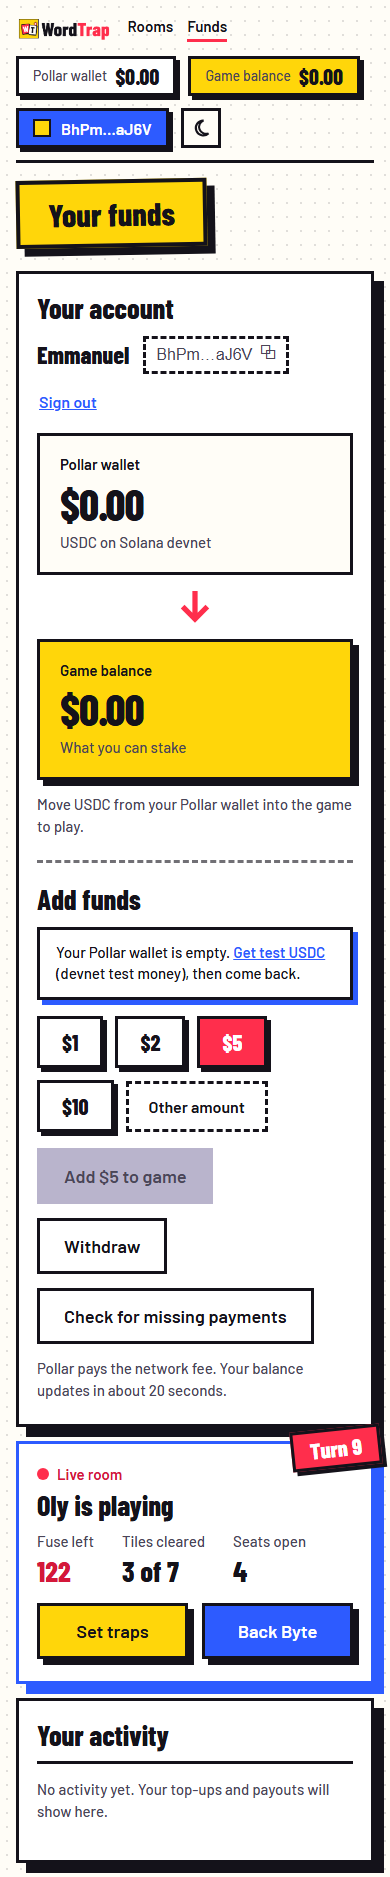 WT WordTrap Rooms Funds
Pollar wallet $0.00 Game balance $0.00
BhPm...aJ6V
Your funds
Your account
Emmanuel BhPm...aJ6V
Sign out
Pollar wallet
$0.00
USDC on Solana devnet
Game balance
$0.00
What you can stake
Move USDC from your Pollar wallet into the game
to play.
Add funds
Your Pollar wallet is empty. Get test USDC
(devnet test money), then come back.
$1 $2 $5
$10 Other amount
Add $5 to game
Withdraw
Check for missing payments
Pollar pays the network fee. Your balance
updates in about 20 seconds.
Turn 9
Live room
Oly is playing
Fuse left Tiles cleared Seats open
122 3 of 7 4
Set traps Back Byte
Your activity
No activity yet. Your top-ups and payouts will
show here.